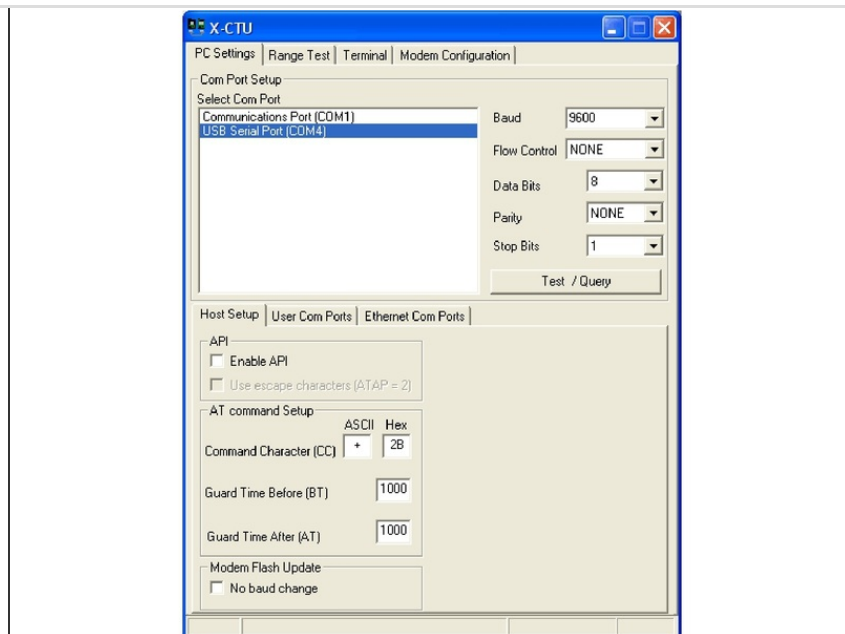 X-CTU
PC Settings Range Test Terminal Modem Configuration
Com Port Setup
Select Com Port
Communications Port (COM1)
USB Serial Port (COM4)
Baud 9600
Flow Control NONE
Data Bits 8
Parity NONE
Stop Bits 1
Test / Query
Host Setup User Com Ports Ethernet Com Ports
API
Enable API
Use escape characters (ATAP = 2)
AT command Setup
ASCII Hex
Command Character (CC) + 2B
Guard Time Before (BT) 1000
Guard Time After (AT) 1000
Modem Flash Update
No baud change